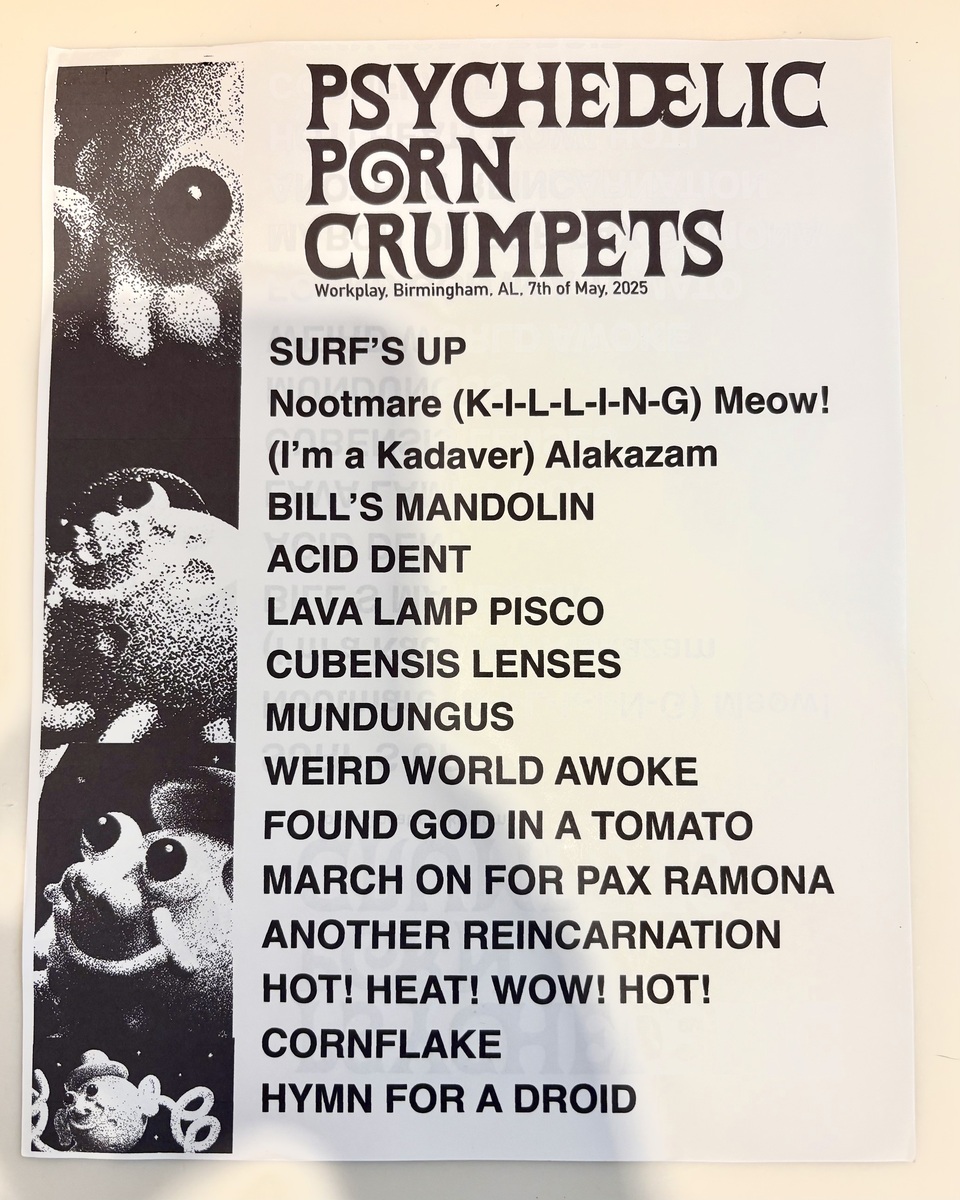 PSYCHEDELIC
PORN
CRUMPETS
Workplay, Birmingham, AL, 7th of May, 2025
SURF'S UP
Nootmare (K-I-L-L-I-N-G) Meow!
(I'm a Kadaver) Alakazam
BILL'S MANDOLIN
ACID DENT
LAVA LAMP PISCO
CUBENSIS LENSES
MUNDUNGUS
WEIRD WORLD AWOKE
FOUND GOD IN A TOMATO
MARCH ON FOR PAX RAMONA
ANOTHER REINCARNATION
HOT! HEAT! WOW! HOT!
CORNFLAKE
HYMN FOR A DROID